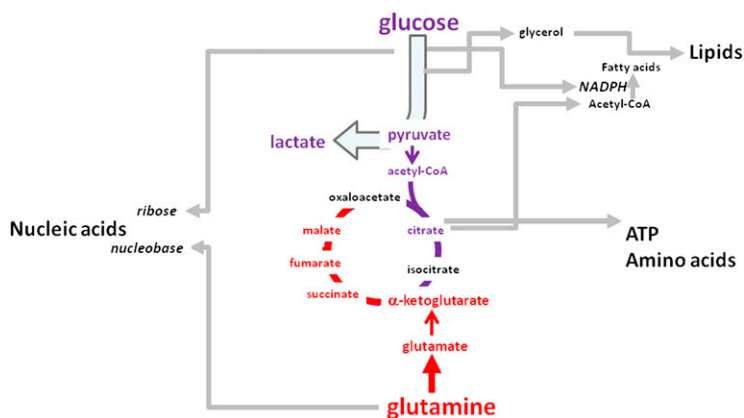 glucose
glycerol
Lipids
Fatty acids
NADPH
Acetyl-CoA
lactate
pyruvate
acetyl-CoA
oxaloacetate
ribose
Nucleic acids
nucleobase
malate
citrate
ATP
Amino acids
fumarate
isocitrate
succinate
α-ketoglutarate
glutamate
glutamine